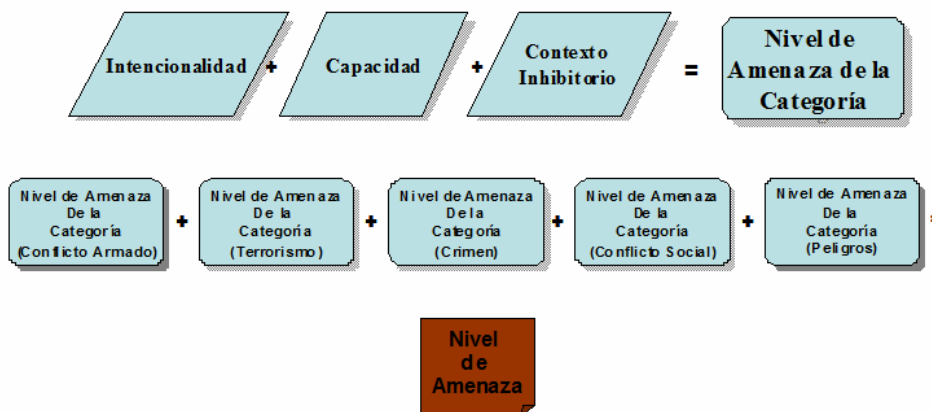 Intencionalidad + Capacidad + Contexto Inhibitorio = Nivel de Amenaza de la Categoría
Nivel de Amenaza
De la
Categoría
(Conflicto Armado)
+
Nivel de Amenaza
De la
Categoría
(Terrorismo)
+
Nivel de Amenaza
De la
Categoría
(Crimen)
+
Nivel de Amenaza
De la
Categoría
(Conflicto Social)
+
Nivel de Amenaza
De la
Categoría
(Peligros)
Nivel
de
Amenaza